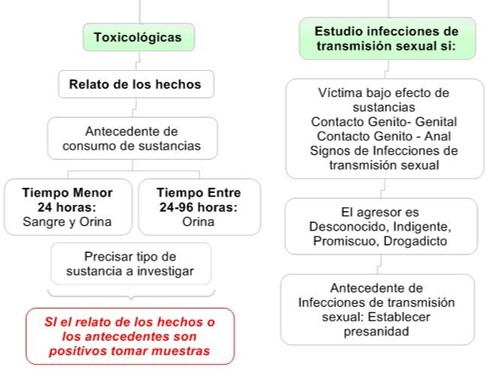 Toxicológicas
Relato de los hechos
Antecedente de
consumo de sustancias
Tiempo Menor
24 horas:
Sangre y Orina
Tiempo Entre
24-96 horas:
Orina
Precisar tipo de
sustancia a investigar
SI el relato de los hechos o
los antecedentes son
positivos tomar muestras
Estudio infecciones de
transmisión sexual si:
Víctima bajo efecto de
sustancias
Contacto Genito- Genital
Contacto Genito - Anal
Signos de Infecciones de
transmisión sexual
El agresor es
Desconocido, Indigente,
Promiscuo, Drogadicto
Antecedente de
Infecciones de transmisión
sexual: Establecer
presanidad